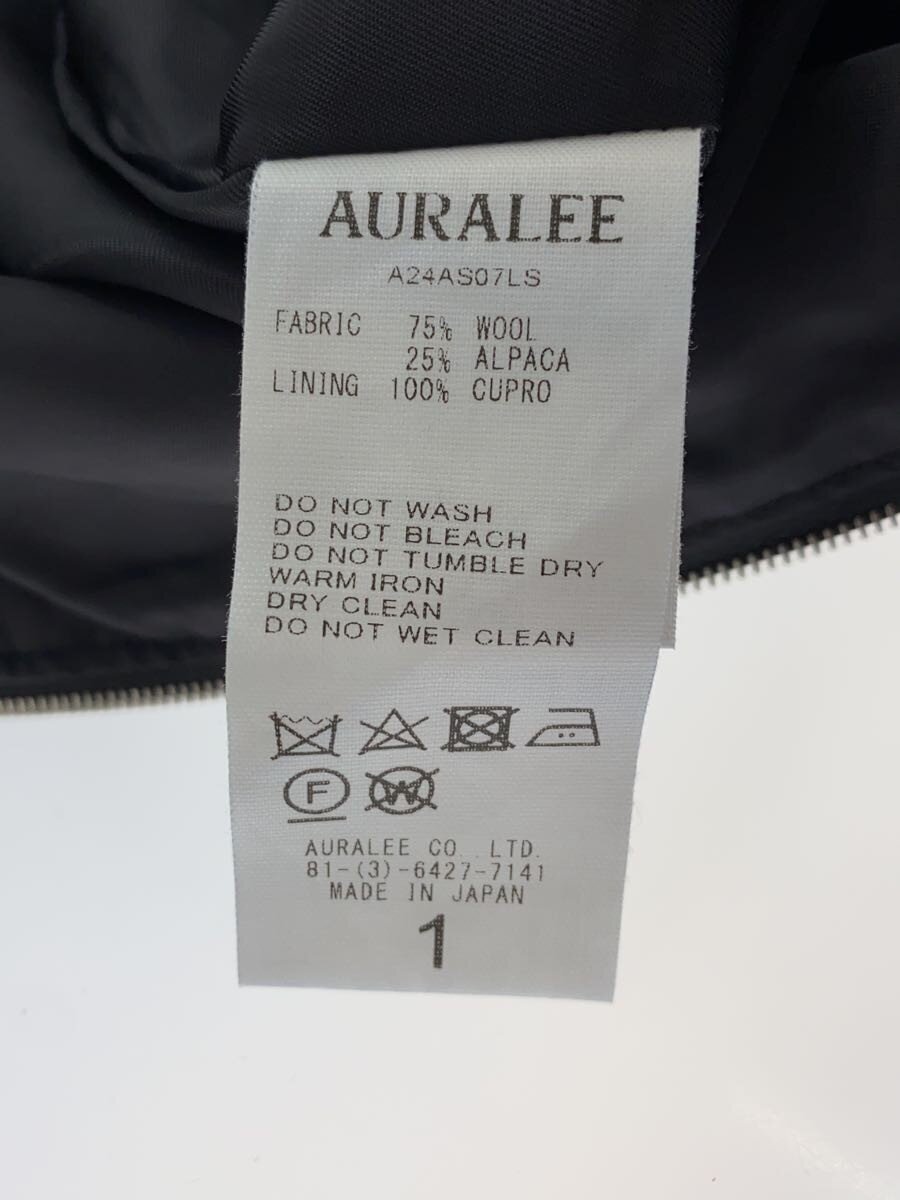 AURALEE
A24AS07LS
FABRIC 75% WOOL
25% ALPACA
LINING 100% CUPRO
DO NOT WASH
DO NOT BLEACH
DO NOT TUMBLE DRY
WARM IRON
DRY CLEAN
DO NOT WET CLEAN
F W
AURALEE CO., LTD.
81-(3)-6427-7141
MADE IN JAPAN
1